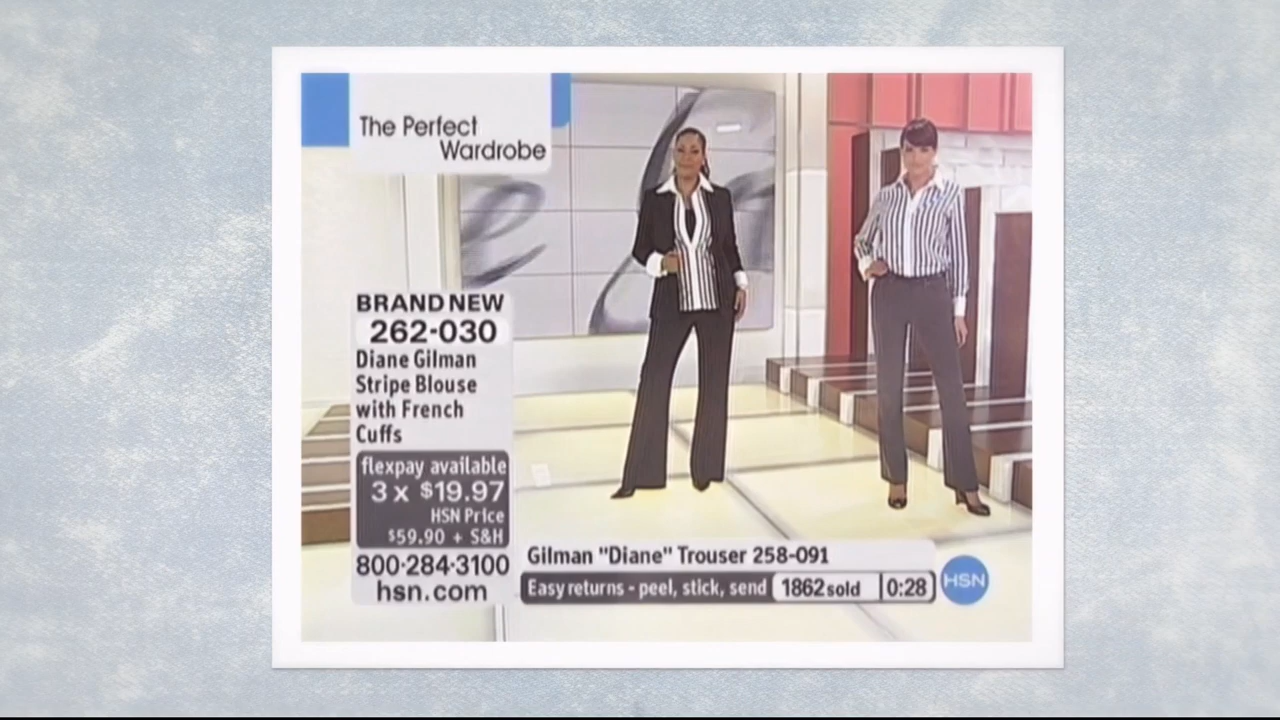 The Perfect
Wardrobe
BRAND NEW
262-030
Diane Gilman
Stripe Blouse
with French
Cuffs
flexpay available
3 x $19.97
HSN Price
$59.90 + S&H
800·284·3100
hsn.com
Gilman "Diane" Trouser 258-091
Easy returns - peel, stick, send 1862 sold 0:28
HSN